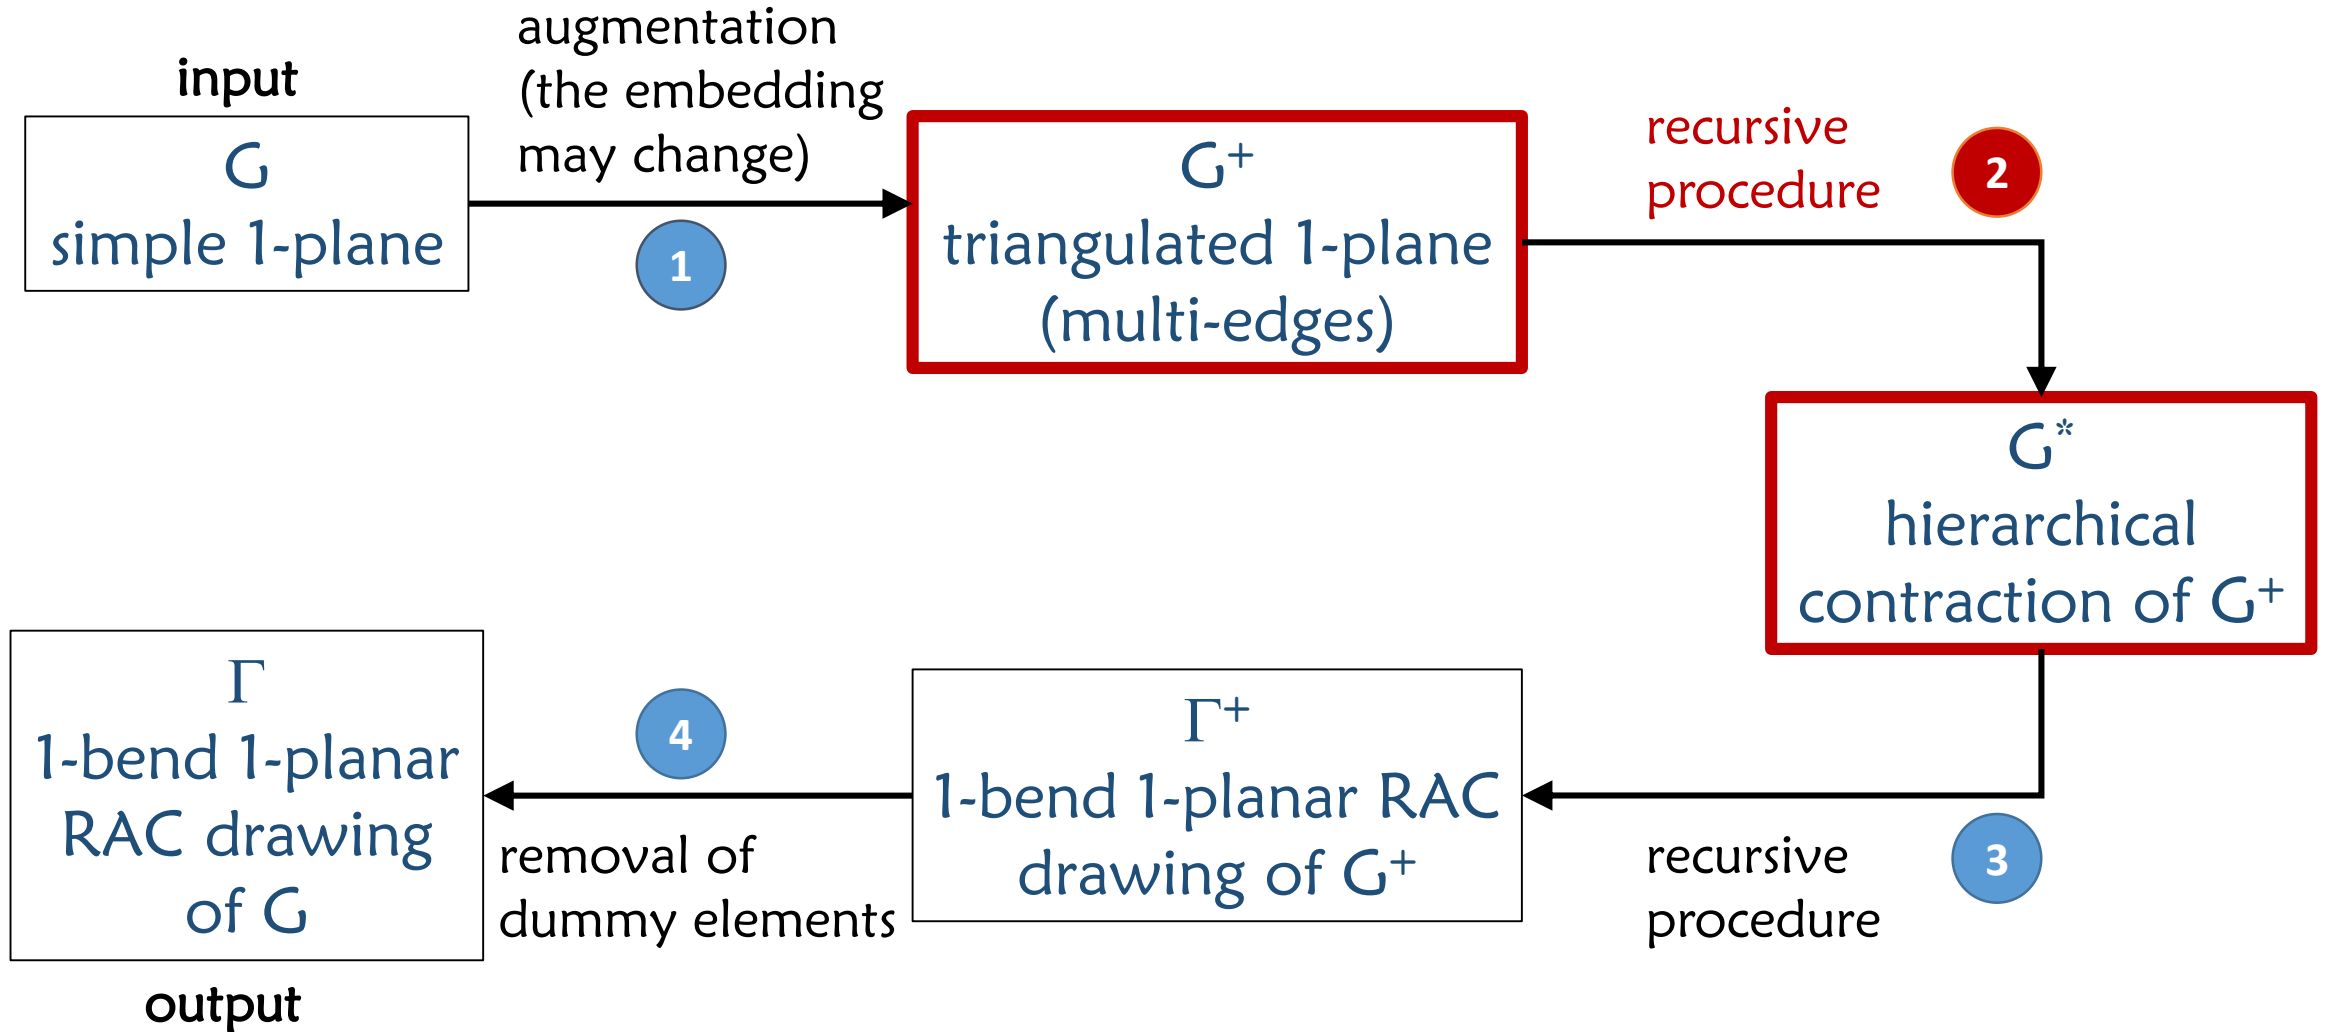 input
G
simple 1-plane
augmentation
(the embedding
may change)
1
G⁺
triangulated 1-plane
(multi-edges)
recursive
procedure
2
G*
hierarchical
contraction of G⁺
recursive
procedure
3
Γ⁺
1-bend 1-planar RAC
drawing of G⁺
4
removal of
dummy elements
Γ
1-bend 1-planar
RAC drawing
of G
output